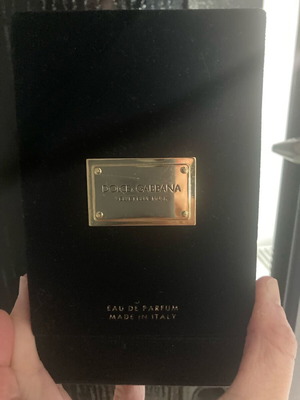 DOLCE & GABBANA
EAU DE PARFUM
MADE IN ITALY